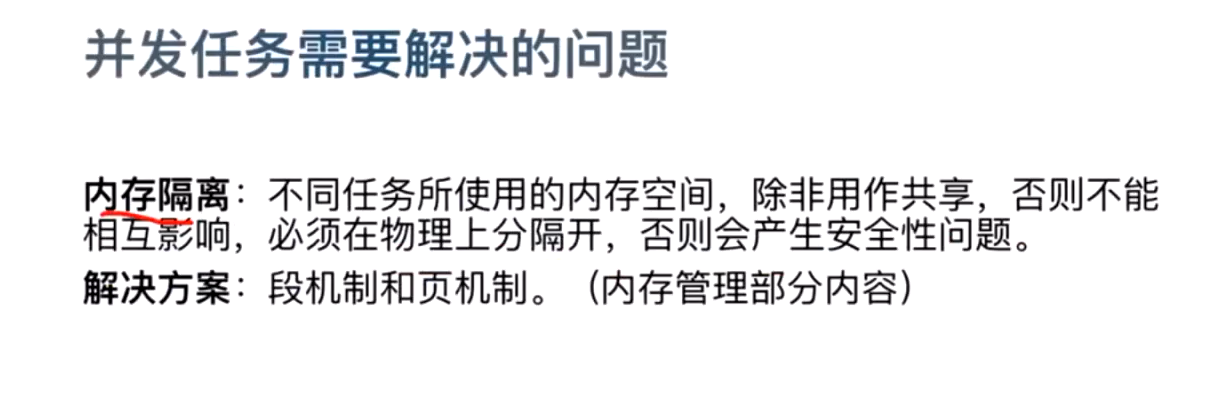 并发任务需要解决的问题
内存隔离：不同任务所使用的内存空间，除非用作共享，否则不能
相互影响，必须在物理上分隔开，否则会产生安全性问题。
解决方案：段机制和页机制。（内存管理部分内容）